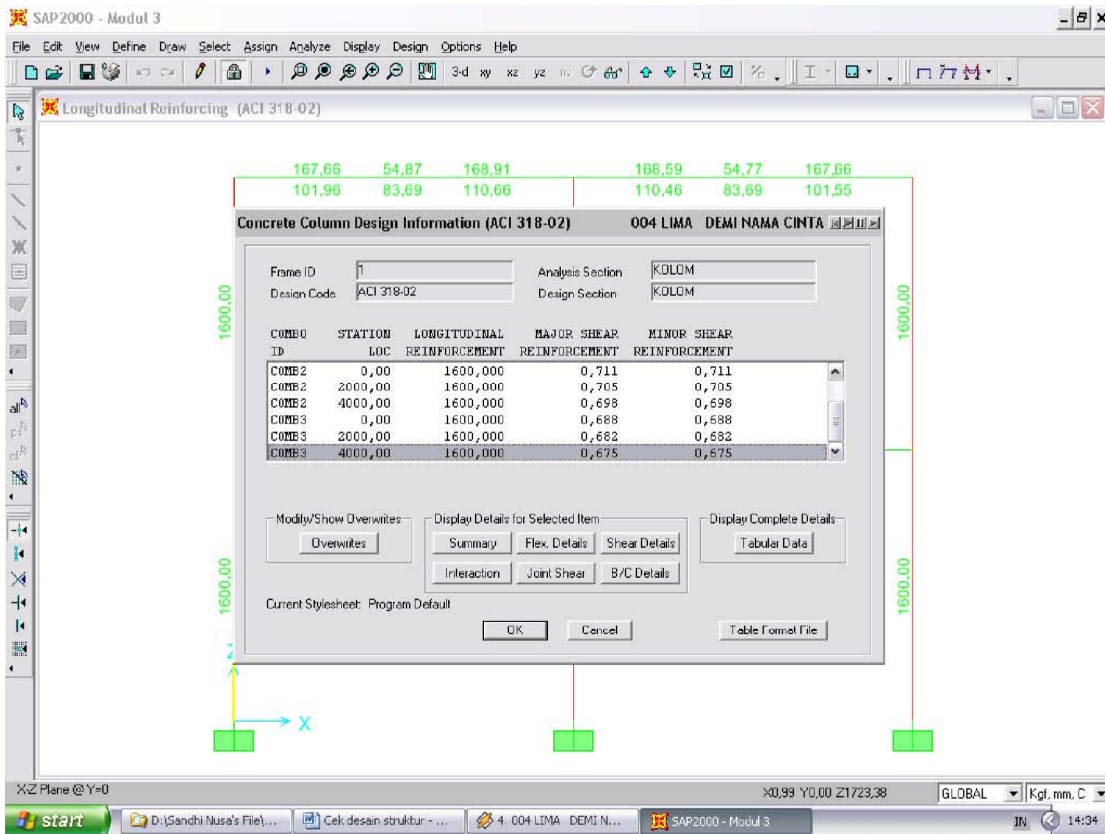 SAP2000 - Modul 3
File Edit View Define Draw Select Assign Analyze Display Design Options Help
3-d xy xz yz
Longitudinal Reinforcing (ACI 318-02)
167,66 54,87 168,91 168,59 54,77 167,66
101,96 83,69 110,66 110,46 83,69 101,55
Concrete Column Design Information (ACI 318-02) 004 LIMA DEMI NAMA CINTA
Frame ID 1 Analysis Section KOLOM
Design Code ACI 318-02 Design Section KOLOM
1600,00 1600,00
COMBO STATION LONGITUDINAL MAJOR SHEAR MINOR SHEAR
ID LOC REINFORCEMENT REINFORCEMENT REINFORCEMENT
COMB2 0,00 1600,000 0,711 0,711
COMB2 2000,00 1600,000 0,705 0,705
COMB2 4000,00 1600,000 0,698 0,698
COMB3 0,00 1600,000 0,688 0,688
COMB3 2000,00 1600,000 0,682 0,682
COMB3 4000,00 1600,000 0,675 0,675
all
Modify/Show Overwrites Display Details for Selected Item Display Complete Details
Overwrites Summary Flex. Details Shear Details Tabular Data
Interaction Joint Shear B/C Details
1600,00 1600,00
Current Stylesheet: Program Default
OK Cancel Table Format File
Z
X
X-Z Plane @ Y=0 X0,99 Y0,00 Z1723,38 GLOBAL Kgf, mm, C
start D:\Sandhi Nusa's File\... Cek desain struktur - ... 4. 004 LIMA DEMI N... SAP2000 - Modul 3 IN 14:34